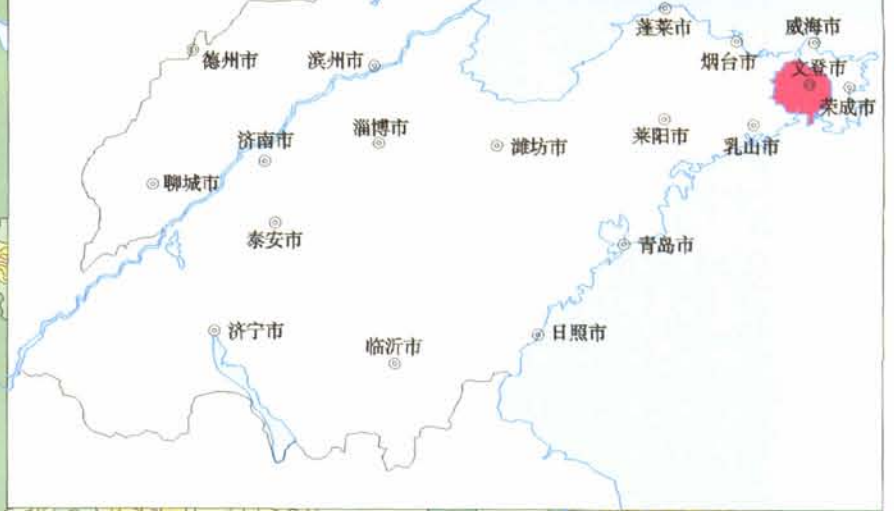 蓬莱市
威海市
德州市
滨州市
烟台市
文登市
荣成市
淄博市
莱阳市
济南市
潍坊市
乳山市
聊城市
泰安市
青岛市
济宁市
日照市
临沂市